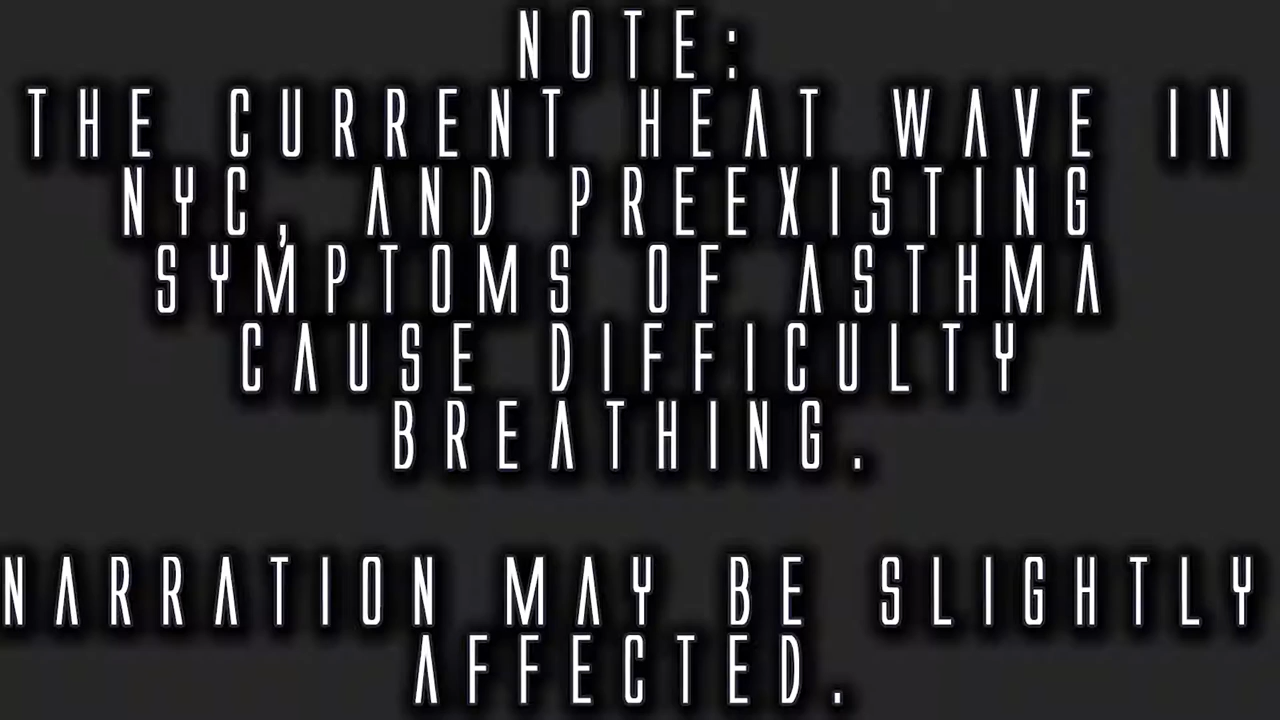 NOTE:
THE CURRENT HEAT WAVE IN
NYC, AND PREEXISTING
SYMPTOMS OF ASTHMA
CAUSE DIFFICULTY
BREATHING.
NARRATION MAY BE SLIGHTLY
AFFECTED.